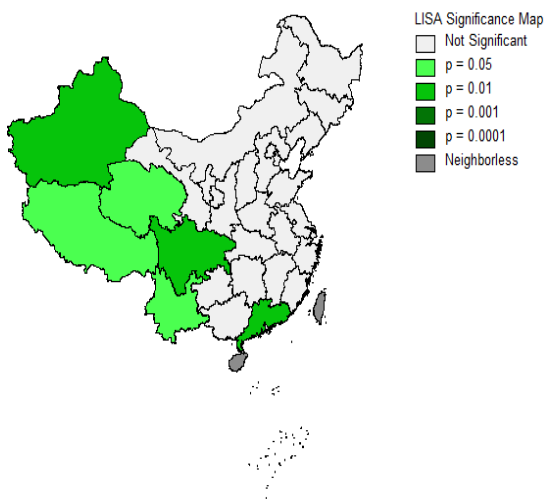 LISA Significance Map
Not Significant
p = 0.05
p = 0.01
p = 0.001
p = 0.0001
Neighborless